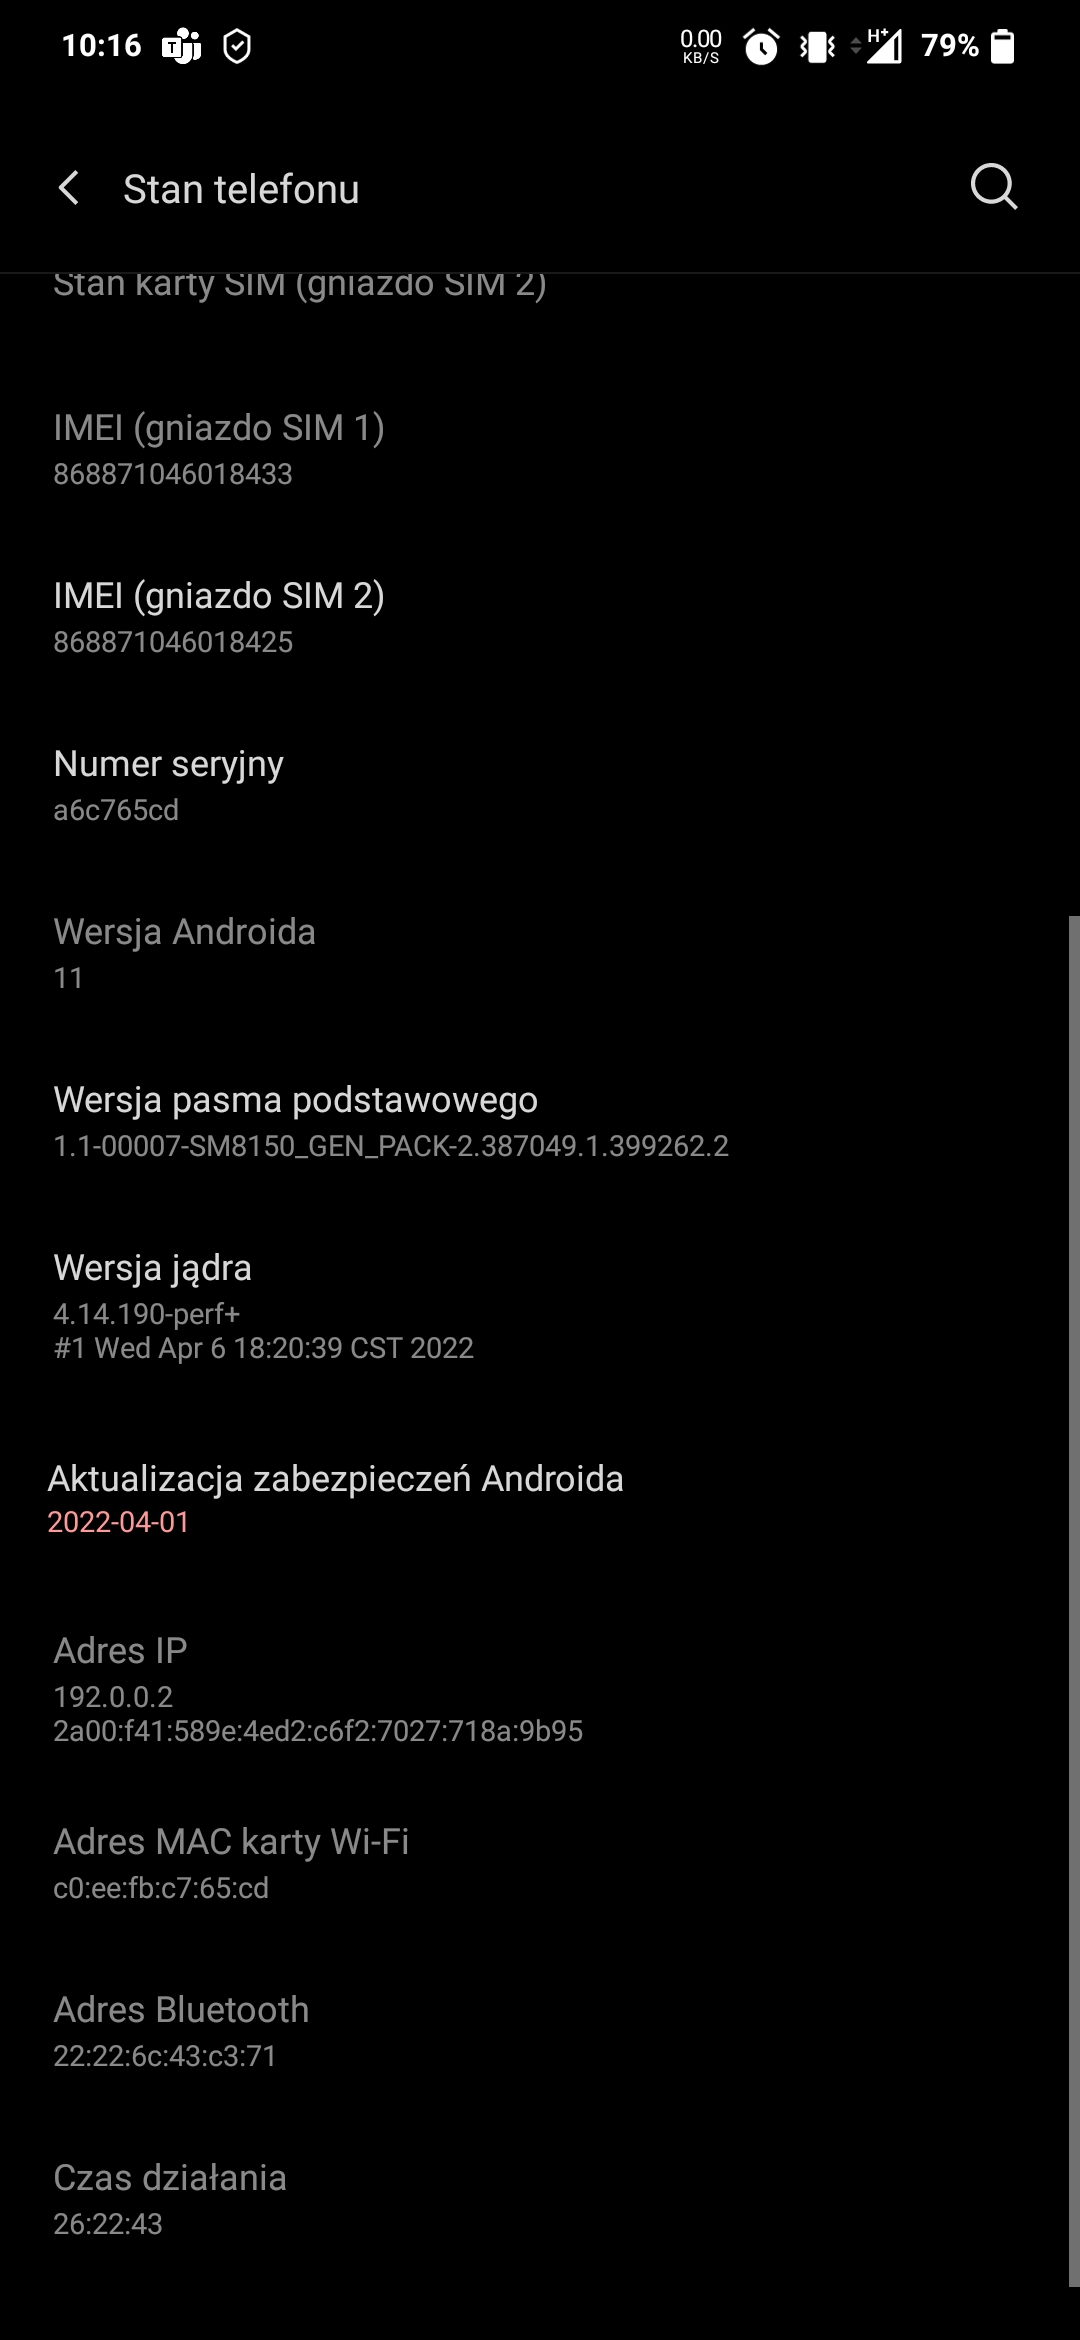 10:16
T
0.00
KB/S
H+
79%
Stan telefonu
Stan karty SIM (gniazdo SIM 2)
IMEI (gniazdo SIM 1)
868871046018433
IMEI (gniazdo SIM 2)
868871046018425
Numer seryjny
a6c765cd
Wersja Androida
11
Wersja pasma podstawowego
1.1-00007-SM8150_GEN_PACK-2.387049.1.399262.2
Wersja jądra
4.14.190-perf+
#1 Wed Apr 6 18:20:39 CST 2022
Aktualizacja zabezpieczeń Androida
2022-04-01
Adres IP
192.0.0.2
2a00:f41:589e:4ed2:c6f2:7027:718a:9b95
Adres MAC karty Wi-Fi
c0:ee:fb:c7:65:cd
Adres Bluetooth
22:22:6c:43:c3:71
Czas działania
26:22:43